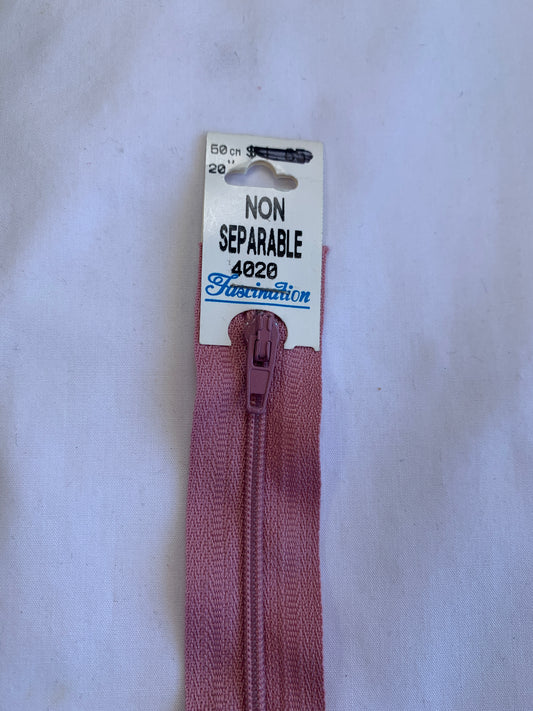 50 cm $
20"
NON
SEPARABLE
4020
Fascination